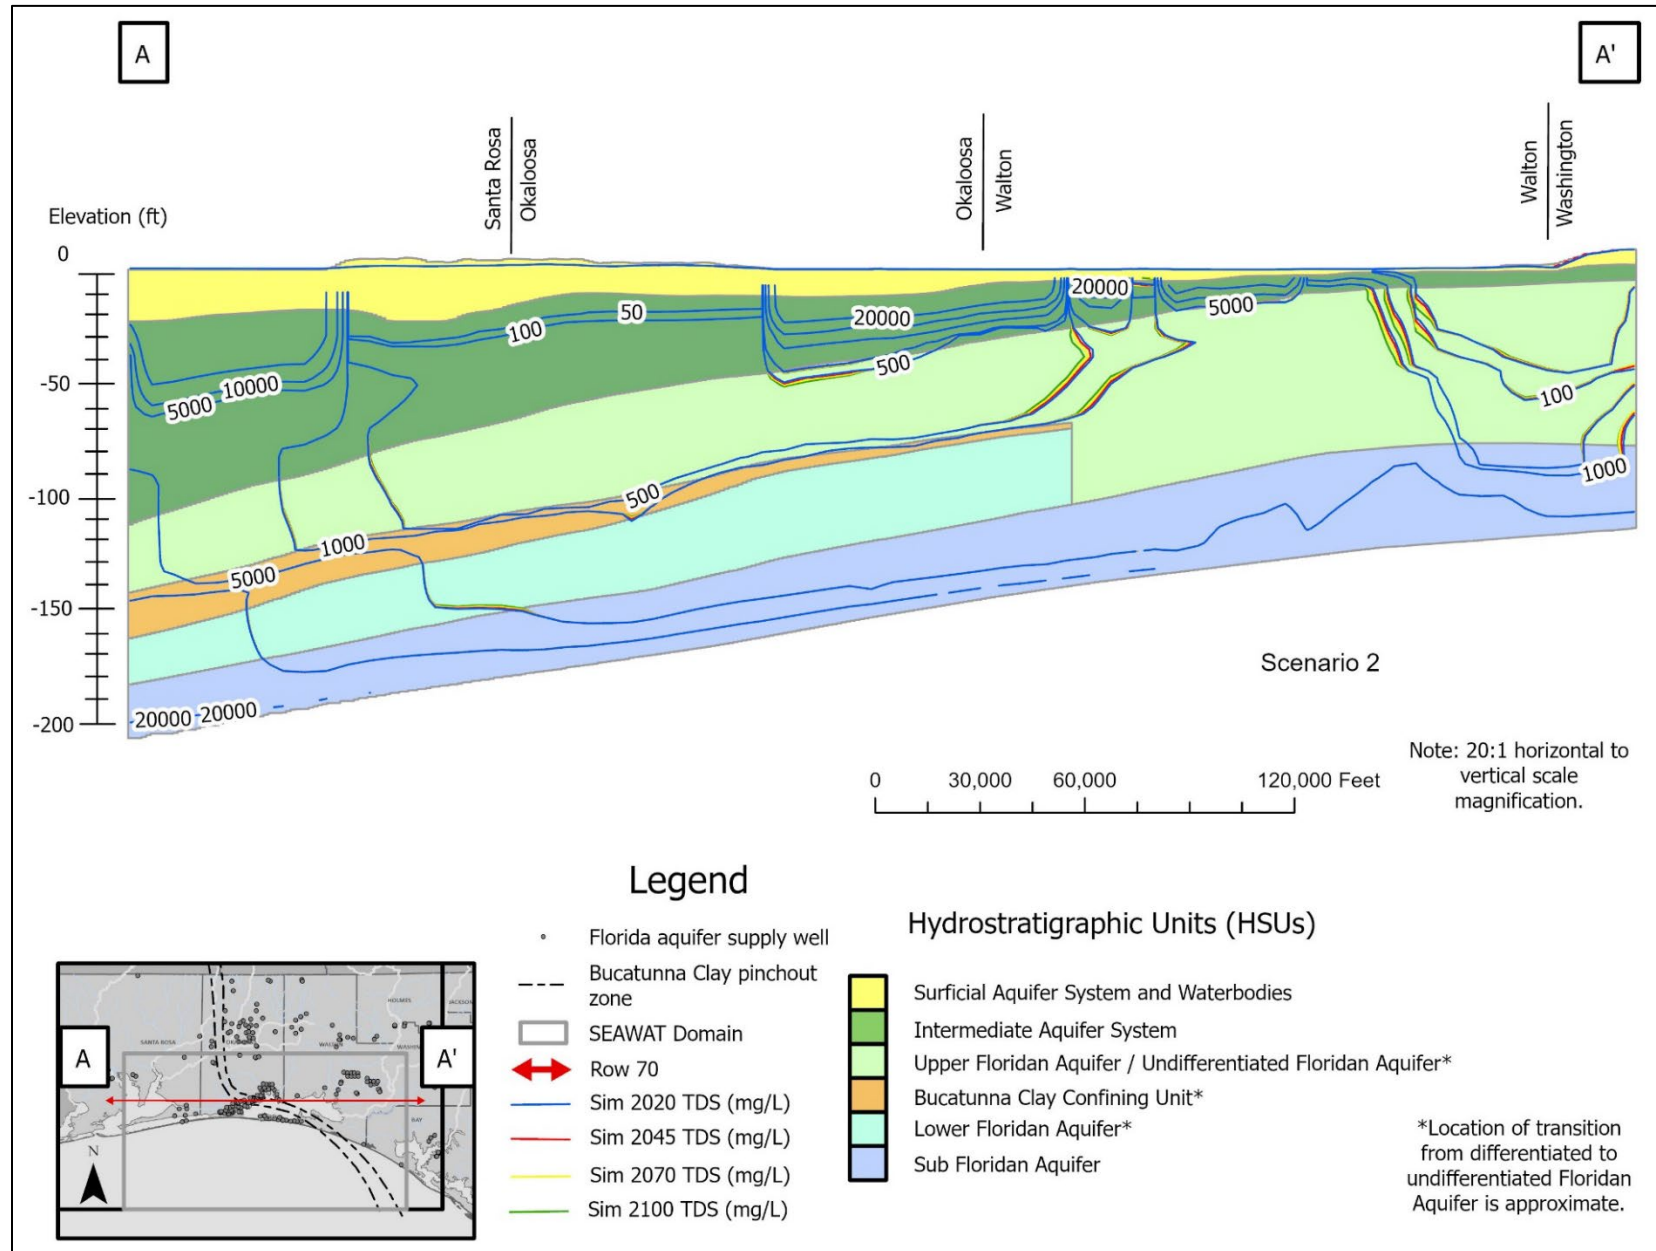 A
A'
Santa Rosa
Okaloosa
Okaloosa
Walton
Walton
Washington
Elevation (ft)
0
-50
-100
-150
-200
20000
100
50
20000
5000
10000
5000
500
100
500
1000
1000
5000
20000 20000
Scenario 2
Note: 20:1 horizontal to
vertical scale
magnification.
0 30,000 60,000 120,000 Feet
Legend
Florida aquifer supply well
Bucatunna Clay pinchout
zone
SEAWAT Domain
Row 70
Sim 2020 TDS (mg/L)
Sim 2045 TDS (mg/L)
Sim 2070 TDS (mg/L)
Sim 2100 TDS (mg/L)
Hydrostratigraphic Units (HSUs)
Surficial Aquifer System and Waterbodies
Intermediate Aquifer System
Upper Floridan Aquifer / Undifferentiated Floridan Aquifer*
Bucatunna Clay Confining Unit*
Lower Floridan Aquifer*
Sub Floridan Aquifer
*Location of transition
from differentiated to
undifferentiated Floridan
Aquifer is approximate.
HOLMES
SANTA ROSA
A
A'
BAY
N